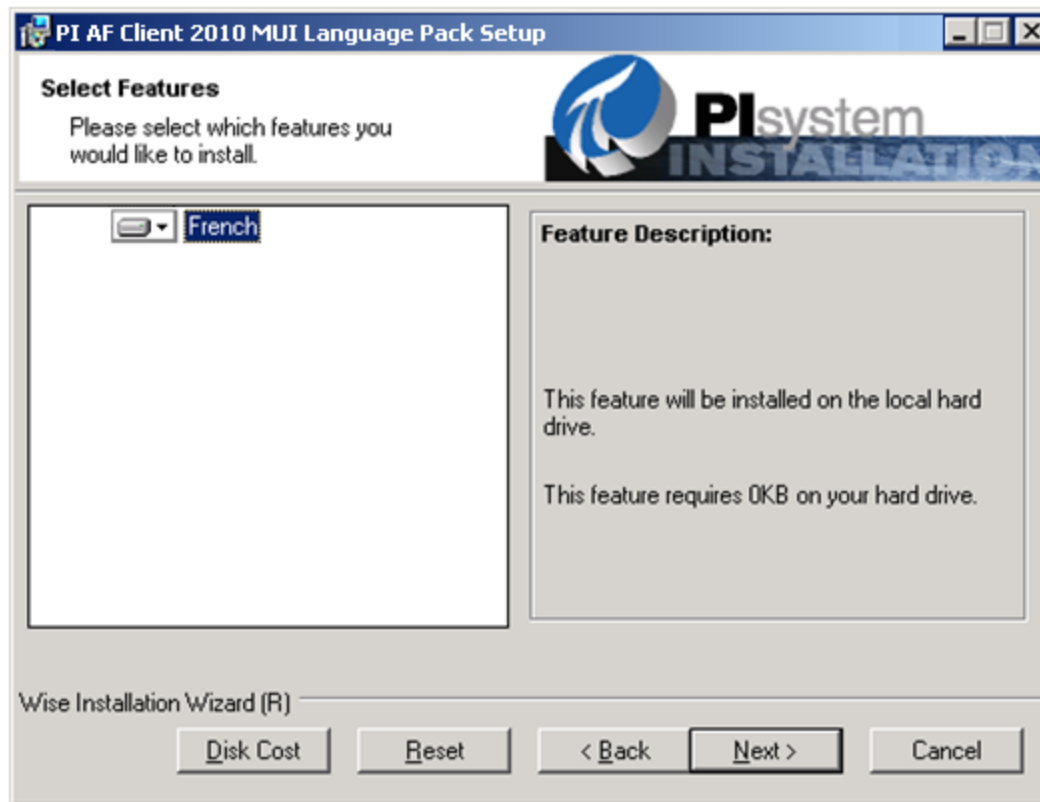 PI AF Client 2010 MUI Language Pack Setup
Select Features
Please select which features you
would like to install.
PIsystem
INSTALLATION
French
Feature Description:
This feature will be installed on the local hard
drive.
This feature requires 0KB on your hard drive.
Wise Installation Wizard (R)
Disk Cost
Reset
< Back
Next >
Cancel